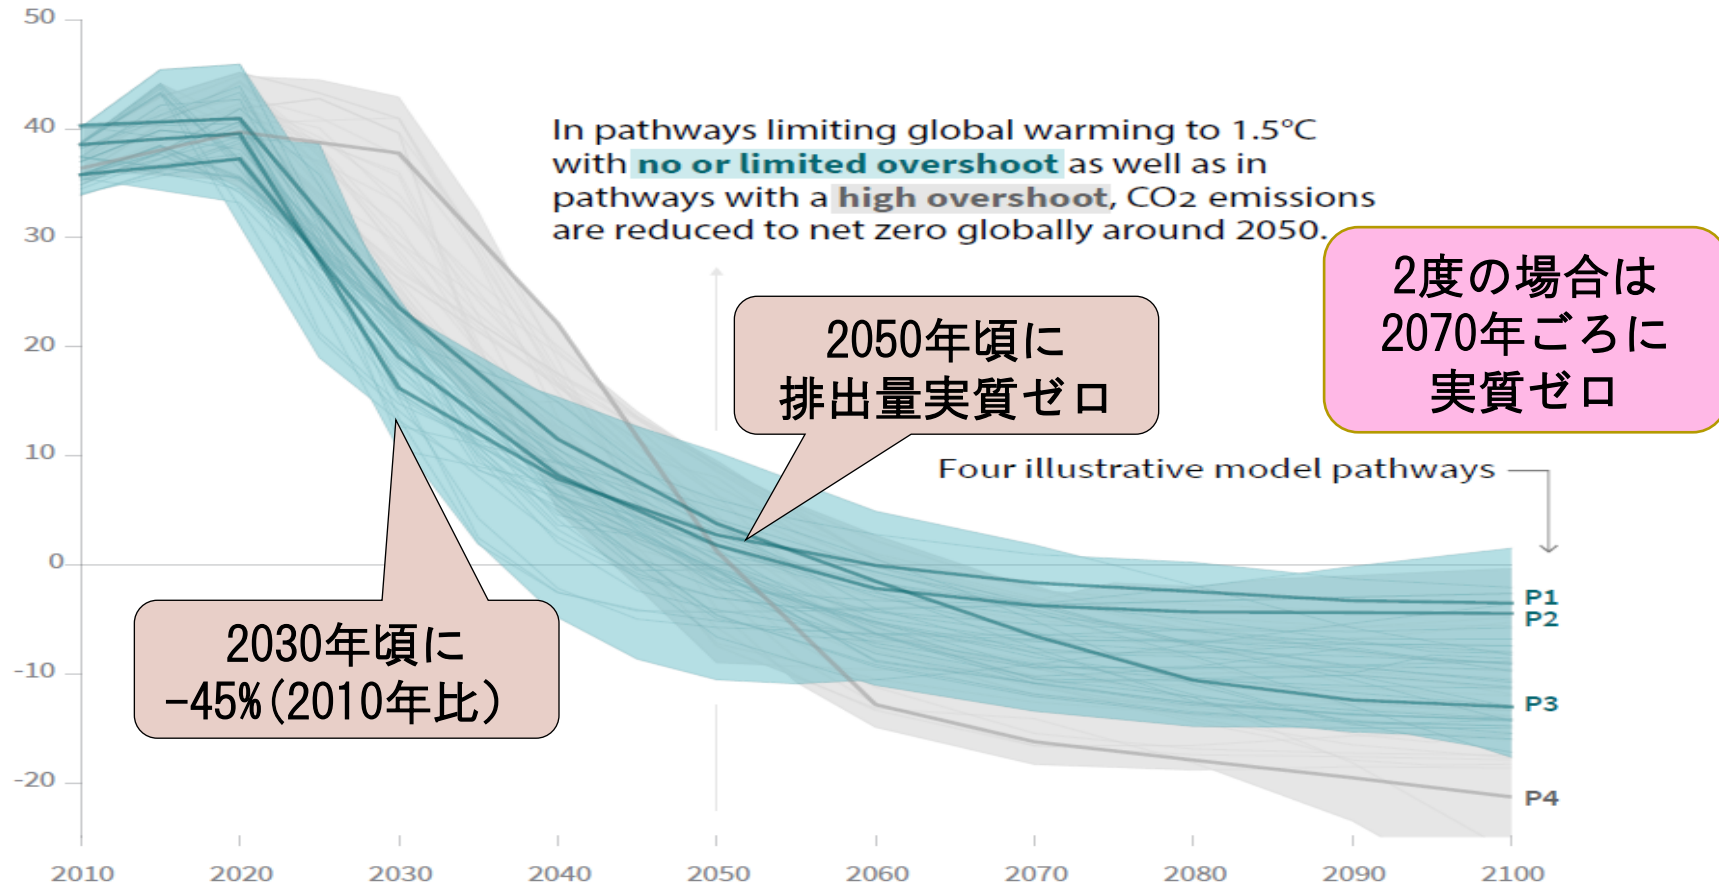 50
40
30
20
10
0
-10
-20
In pathways limiting global warming to 1.5°C
with no or limited overshoot as well as in
pathways with a high overshoot, CO2 emissions
are reduced to net zero globally around 2050.
2度の場合は
2070年ごろに
実質ゼロ
2050年頃に
排出量実質ゼロ
Four illustrative model pathways
2030年頃に
-45%(2010年比)
P1
P2
P3
P4
2010 2020 2030 2040 2050 2060 2070 2080 2090 2100